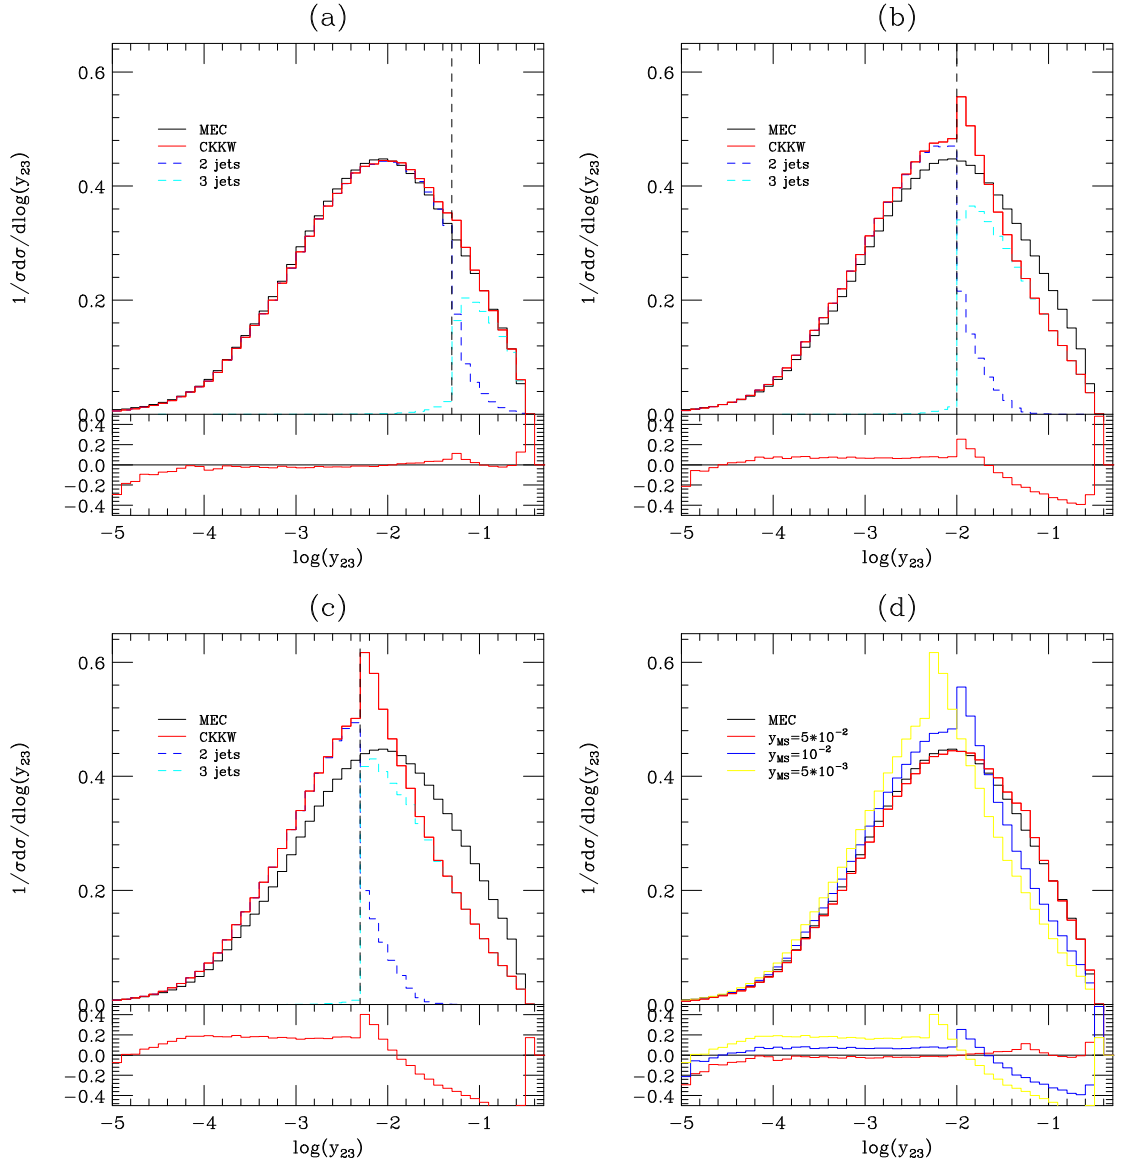 (a)
1/σdσ/dlog(y₂₃)
0.6
0.4
0.2
0.0
MEC
CKKW
2 jets
3 jets
0.4
0.2
0.0
−0.2
−0.4
−5
−4
−3
−2
−1
log(y₂₃)
(b)
1/σdσ/dlog(y₂₃)
0.6
0.4
0.2
0.0
MEC
CKKW
2 jets
3 jets
0.4
0.2
0.0
−0.2
−0.4
−5
−4
−3
−2
−1
log(y₂₃)
(c)
1/σdσ/dlog(y₂₃)
0.6
0.4
0.2
0.0
MEC
CKKW
2 jets
3 jets
0.4
0.2
0.0
−0.2
−0.4
−5
−4
−3
−2
−1
log(y₂₃)
(d)
1/σdσ/dlog(y₂₃)
0.6
0.4
0.2
0.0
MEC
y_MS=5*10⁻²
y_MS=10⁻²
y_MS=5*10⁻³
0.4
0.2
0.0
−0.2
−0.4
−5
−4
−3
−2
−1
log(y₂₃)